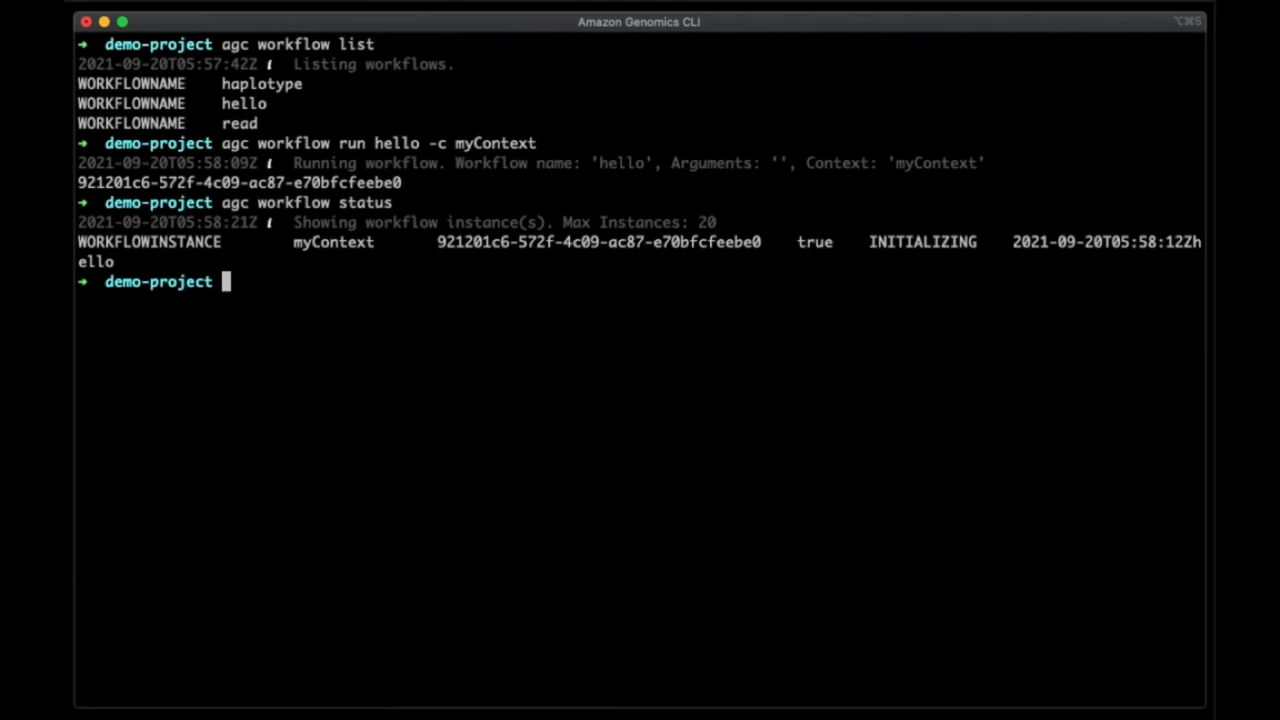 Amazon Genomics CLI
⌥⌘5
→ demo-project agc workflow list
2021-09-20T05:57:42Z 𝒊 Listing workflows.
WORKFLOWNAME haplotype
WORKFLOWNAME hello
WORKFLOWNAME read
→ demo-project agc workflow run hello -c myContext
2021-09-20T05:58:09Z 𝒊 Running workflow. Workflow name: 'hello', Arguments: '', Context: 'myContext'
921201c6-572f-4c09-ac87-e70bfcfeebe0
→ demo-project agc workflow status
2021-09-20T05:58:21Z 𝒊 Showing workflow instance(s). Max Instances: 20
WORKFLOWINSTANCE myContext 921201c6-572f-4c09-ac87-e70bfcfeebe0 true INITIALIZING 2021-09-20T05:58:12Zh
ello
→ demo-project